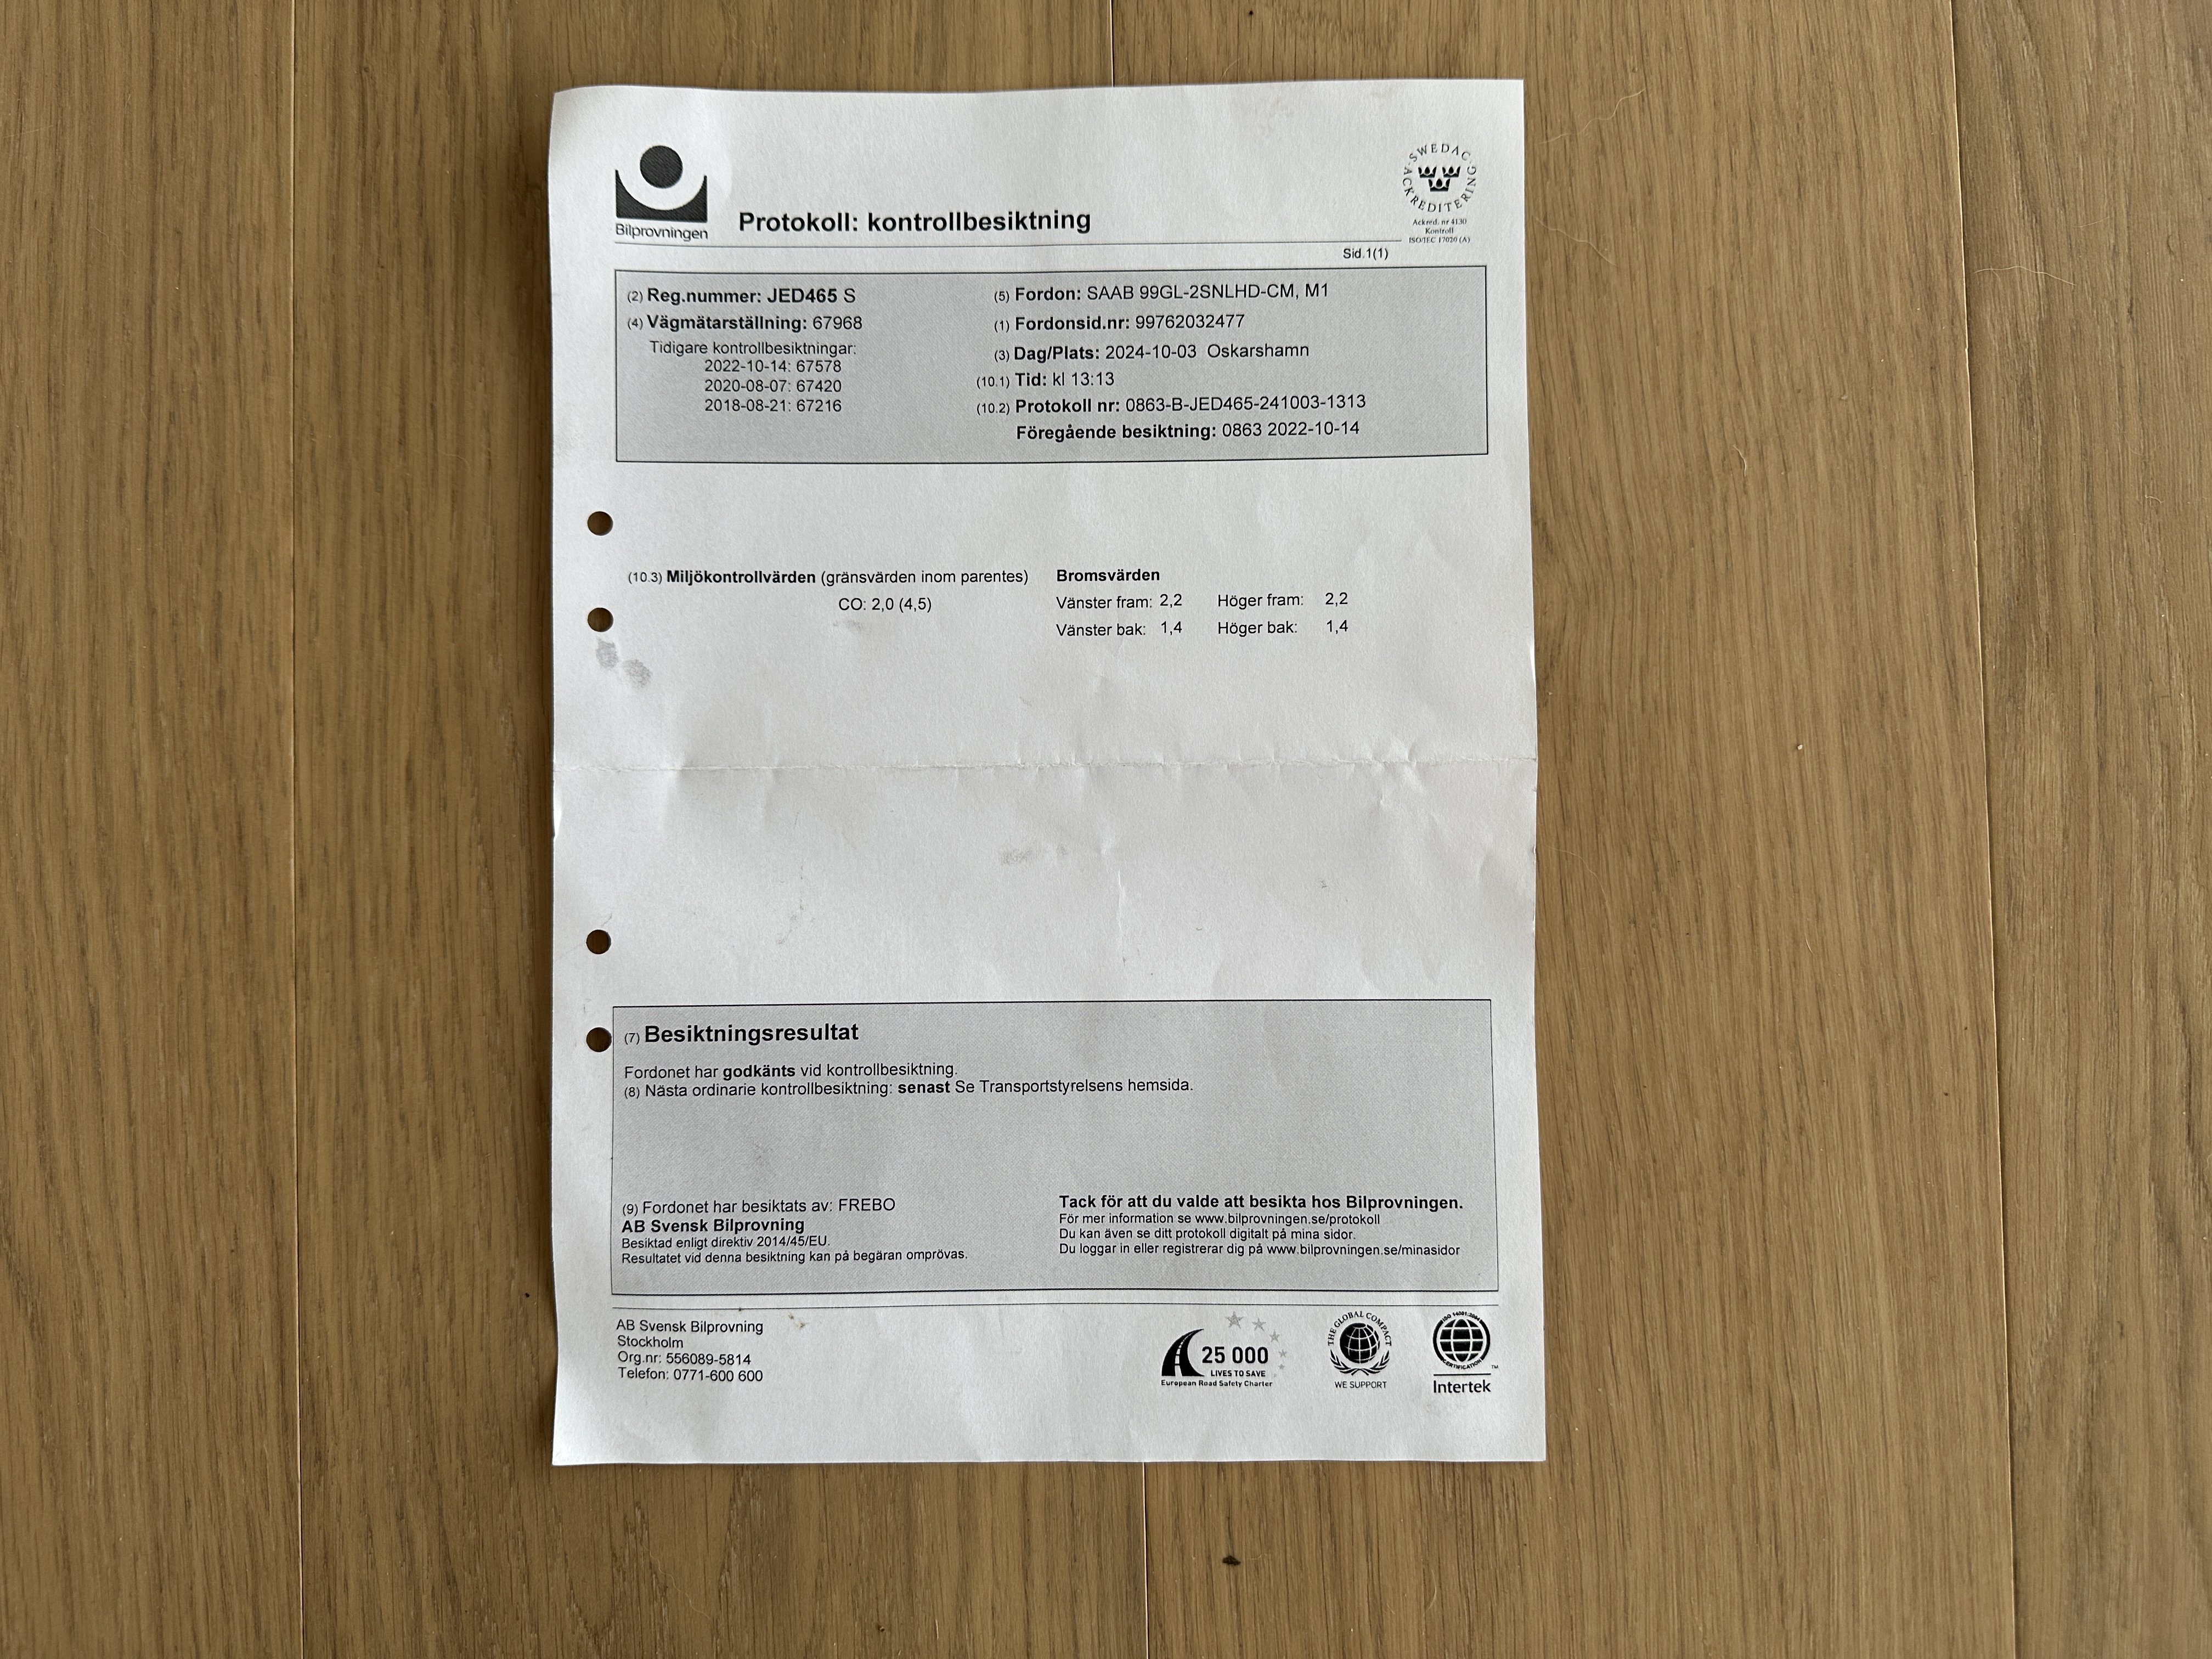 Bilprovningen
Protokoll: kontrollbesiktning
SWEDAC ACKREDITERING
Ackred. nr 4130
Kontroll
ISO/IEC 17020 (A)
Sid.1(1)
(2) Reg.nummer: JED465 S
(4) Vägmätarställning: 67968
Tidigare kontrollbesiktningar:
2022-10-14: 67578
2020-08-07: 67420
2018-08-21: 67216
(5) Fordon: SAAB 99GL-2SNLHD-CM, M1
(1) Fordonsid.nr: 99762032477
(3) Dag/Plats: 2024-10-03 Oskarshamn
(10.1) Tid: kl 13:13
(10.2) Protokoll nr: 0863-B-JED465-241003-1313
Föregående besiktning: 0863 2022-10-14
(10.3) Miljökontrollvärden (gränsvärden inom parentes)
CO: 2,0 (4,5)
Bromsvärden
Vänster fram: 2,2 Höger fram: 2,2
Vänster bak: 1,4 Höger bak: 1,4
(7) Besiktningsresultat
Fordonet har godkänts vid kontrollbesiktning.
(8) Nästa ordinarie kontrollbesiktning: senast Se Transportstyrelsens hemsida.
(9) Fordonet har besiktats av: FREBO
AB Svensk Bilprovning
Besiktad enligt direktiv 2014/45/EU.
Resultatet vid denna besiktning kan på begäran omprövas.
Tack för att du valde att besikta hos Bilprovningen.
För mer information se www.bilprovningen.se/protokoll
Du kan även se ditt protokoll digitalt på mina sidor.
Du loggar in eller registrerar dig på www.bilprovningen.se/minasidor
AB Svensk Bilprovning
Stockholm
Org.nr: 556089-5814
Telefon: 0771-600 600
25 000
LIVES TO SAVE
European Road Safety Charter
THE GLOBAL COMPACT
WE SUPPORT
CERTIFICATION
TM
Intertek